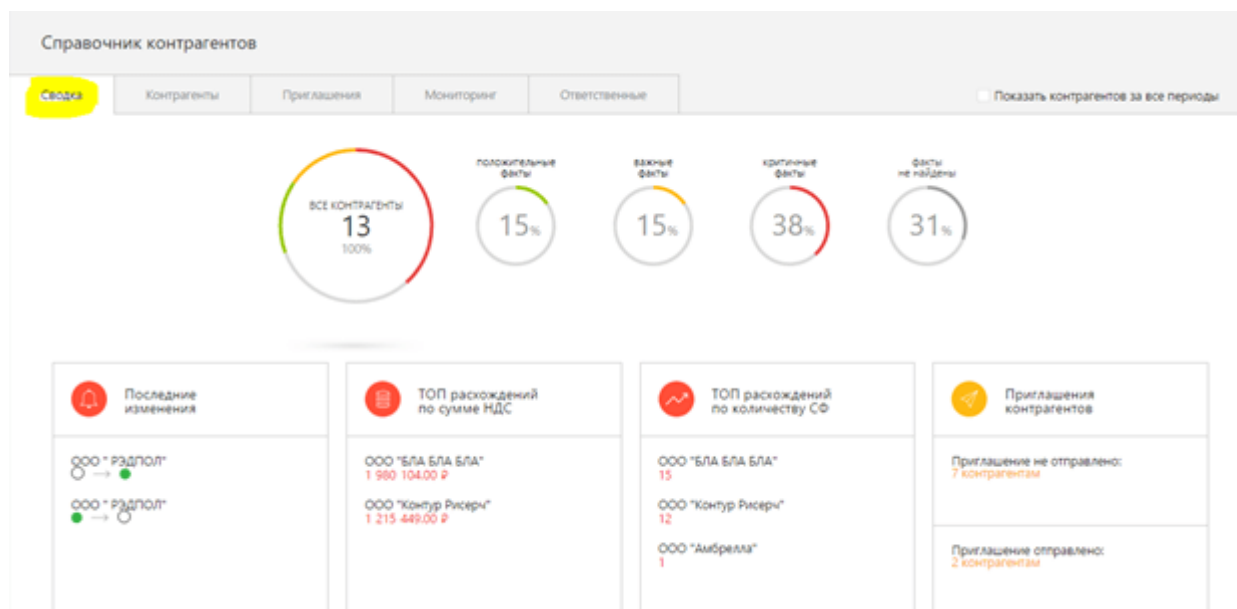 Справочник контрагентов
Сводка
Контрагенты
Приглашения
Мониторинг
Ответственные
Показать контрагентов за все периоды
ВСЕ КОНТРАГЕНТЫ
13
100%
положительные
факты
15%
важные
факты
15%
критичные
факты
38%
факты
не найдены
31%
Последние
изменения
ООО " РЭДПОЛ"
ООО " РЭДПОЛ"
ТОП расхождений
по сумме НДС
ООО "БЛА БЛА БЛА"
1 980 104.00 ₽
ООО "Контур Рисерч"
1 215 449.00 ₽
ТОП расхождений
по количеству СФ
ООО "БЛА БЛА БЛА"
15
ООО "Контур Рисерч"
12
ООО "Амбрелла"
1
Приглашения
контрагентов
Приглашение не отправлено:
7 контрагентам
Приглашение отправлено:
2 контрагентам